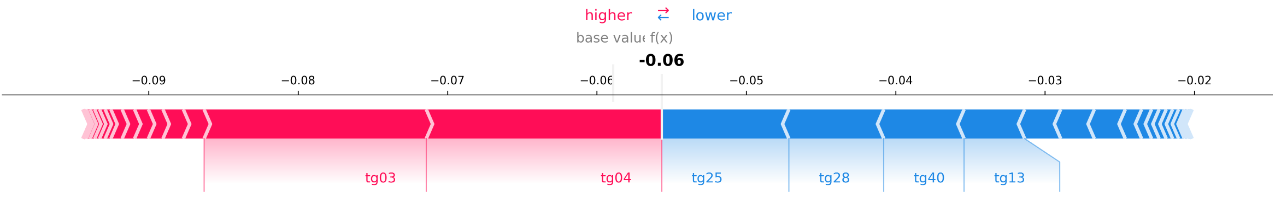 higher ⇄ lower
base value f(x)
-0.06
−0.09 −0.08 −0.07 −0.06 −0.05 −0.04 −0.03 −0.02
tg03 tg04 tg25 tg28 tg40 tg13